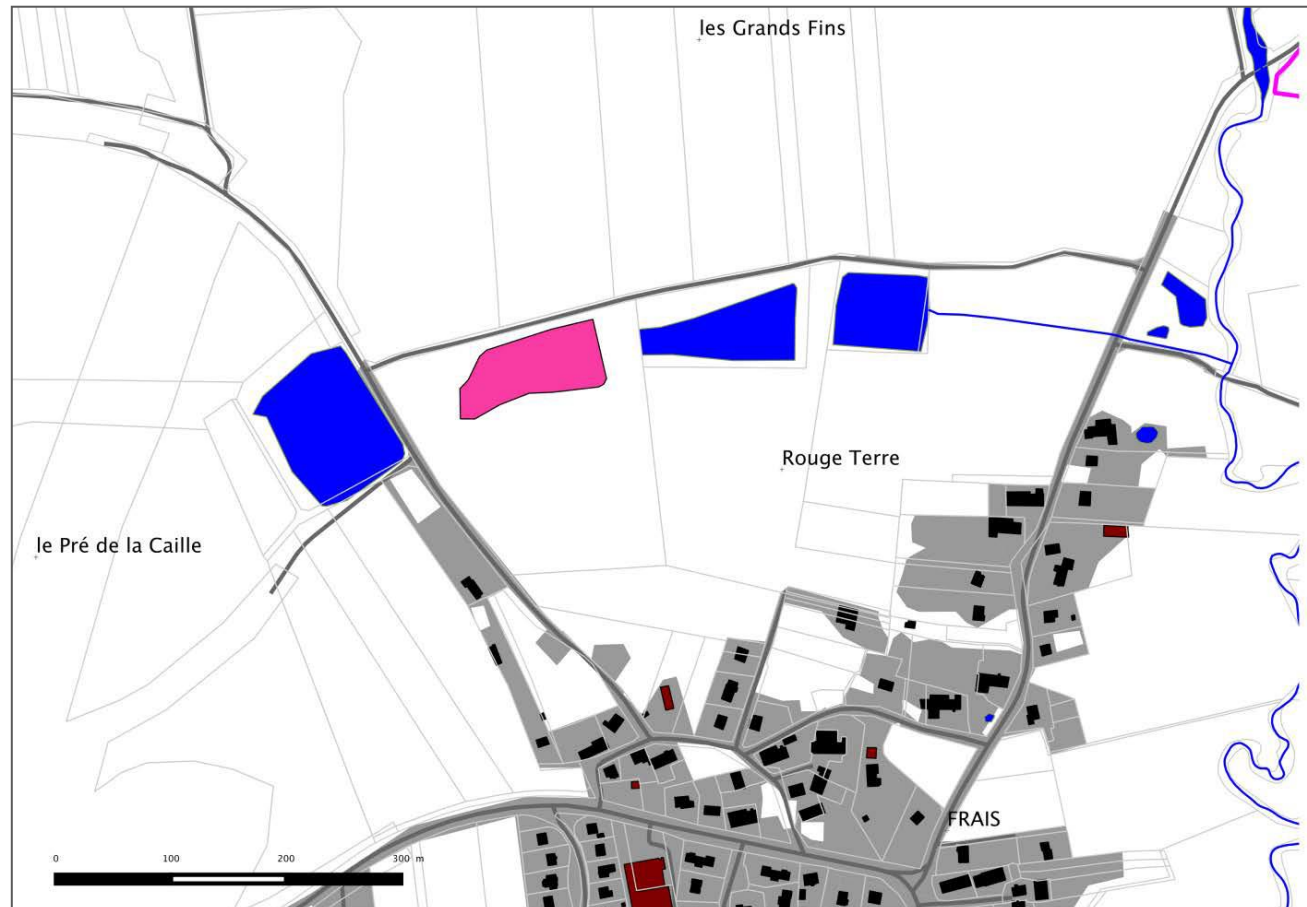 les Grands Fins
Rouge Terre
le Pré de la Caille
FRAIS
0 100 200 300 m